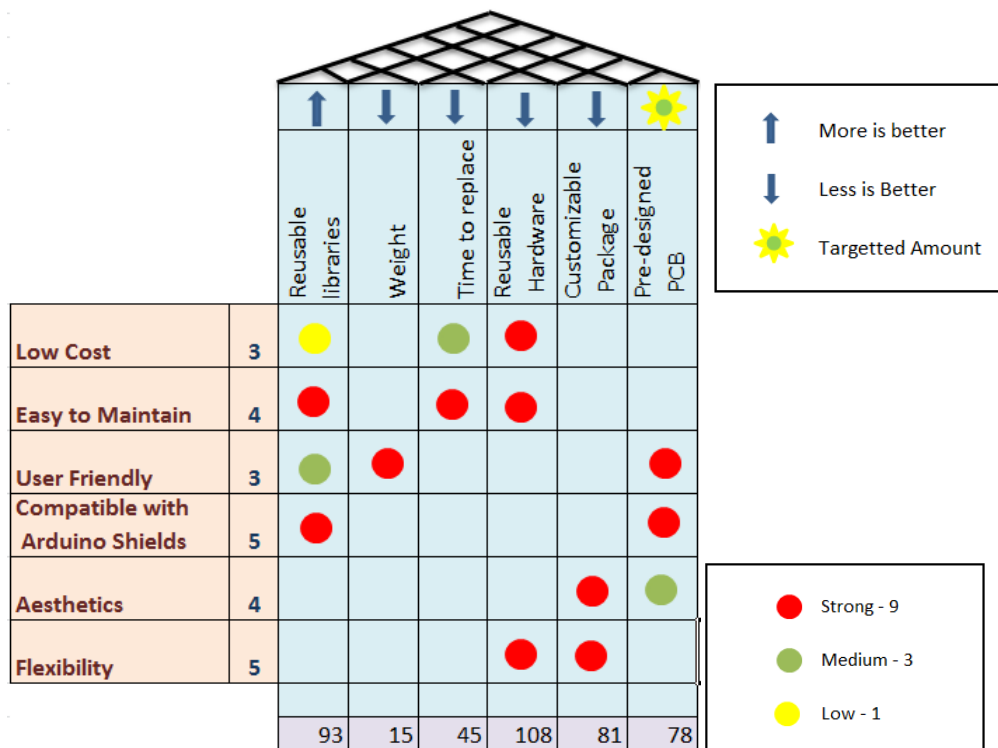 More is better
Less is Better
Targetted Amount
Reusable
libraries
Weight
Time to replace
Reusable
Hardware
Customizable
Package
Pre-designed
PCB
Low Cost 3
Easy to Maintain 4
User Friendly 3
Compatible with
Arduino Shields 5
Aesthetics 4
Flexibility 5
Strong - 9
Medium - 3
Low - 1
93 15 45 108 81 78